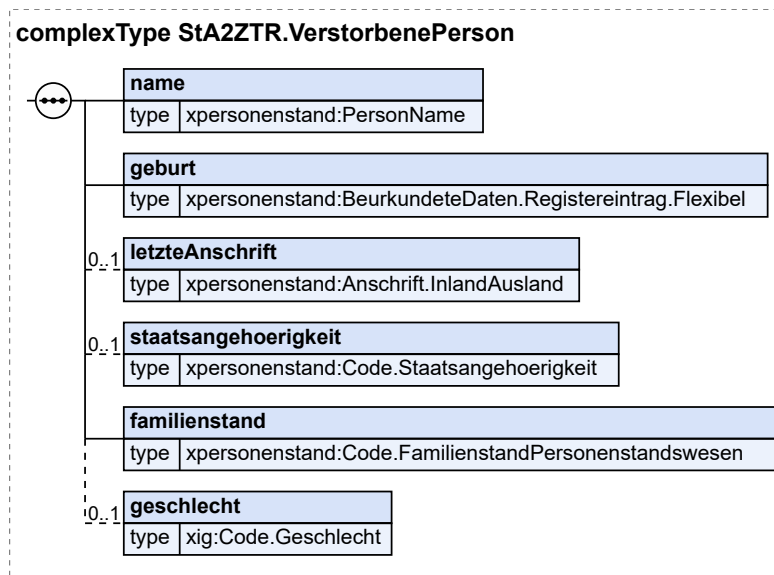 complexType StA2ZTR.VerstorbenePerson
name
type xpersonenstand:PersonName
geburt
type xpersonenstand:BeurkundeteDaten.Registereintrag.Flexibel
0..1 letzteAnschrift
type xpersonenstand:Anschrift.InlandAusland
0..1 staatsangehoerigkeit
type xpersonenstand:Code.Staatsangehoerigkeit
familienstand
type xpersonenstand:Code.FamilienstandPersonenstandswesen
0..1 geschlecht
type xig:Code.Geschlecht